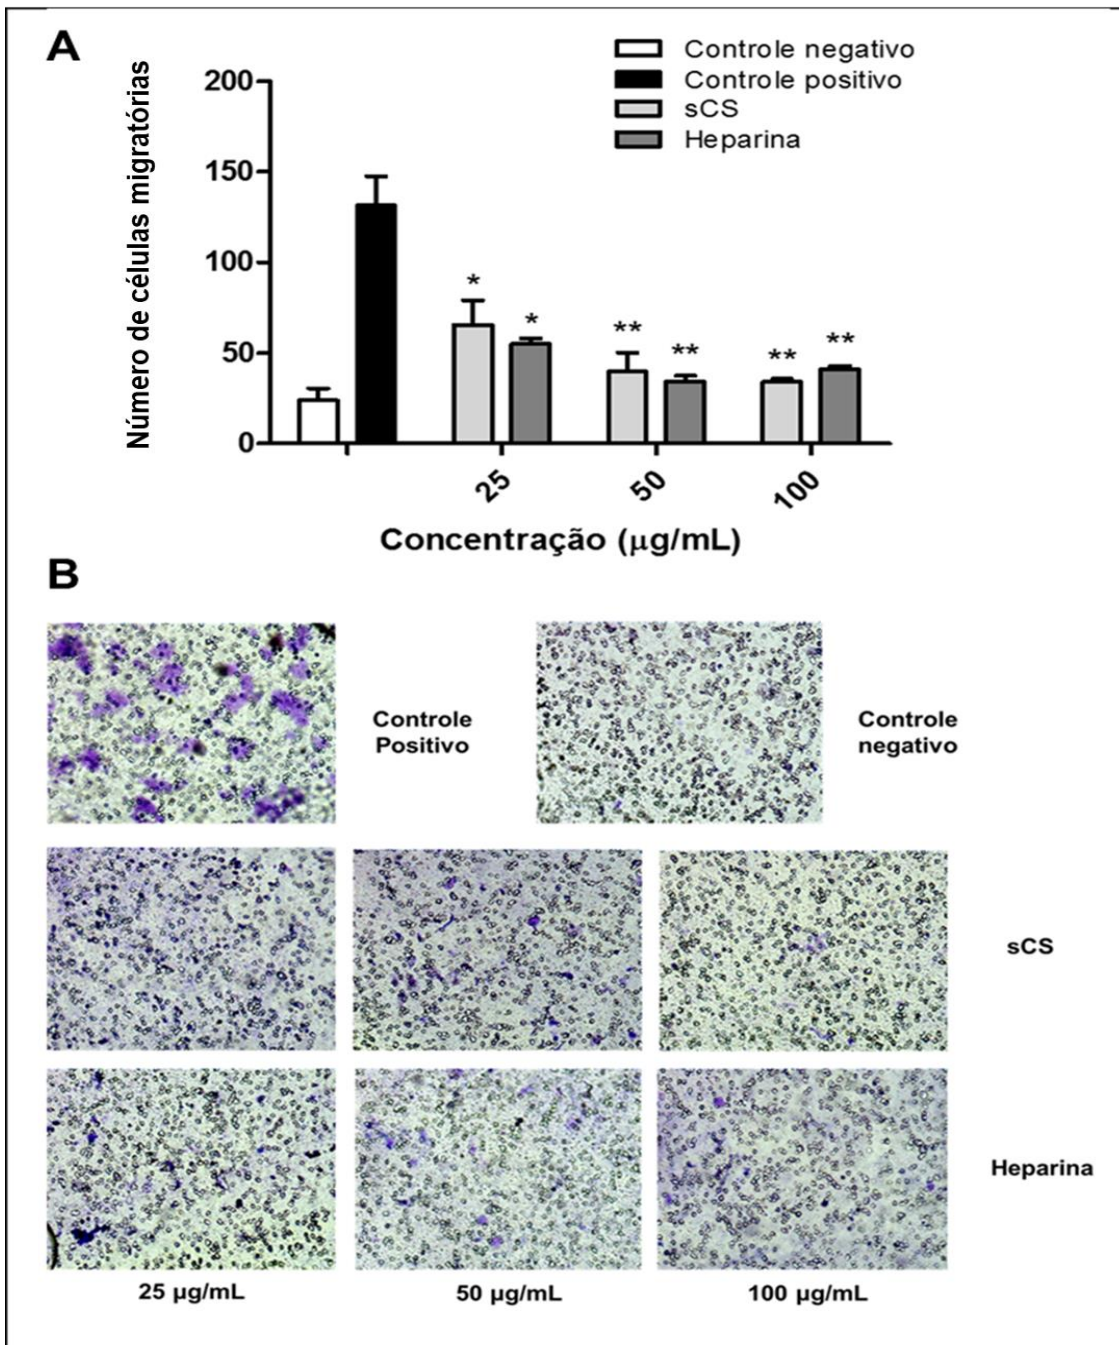 A
Controle negativo
Controle positivo
sCS
Heparina
Número de células migratórias
200
150
100
50
0
*
*
**
**
**
**
25
50
100
Concentração (µg/mL)
B
Controle
Positivo
Controle
negativo
sCS
Heparina
25 µg/mL
50 µg/mL
100 µg/mL